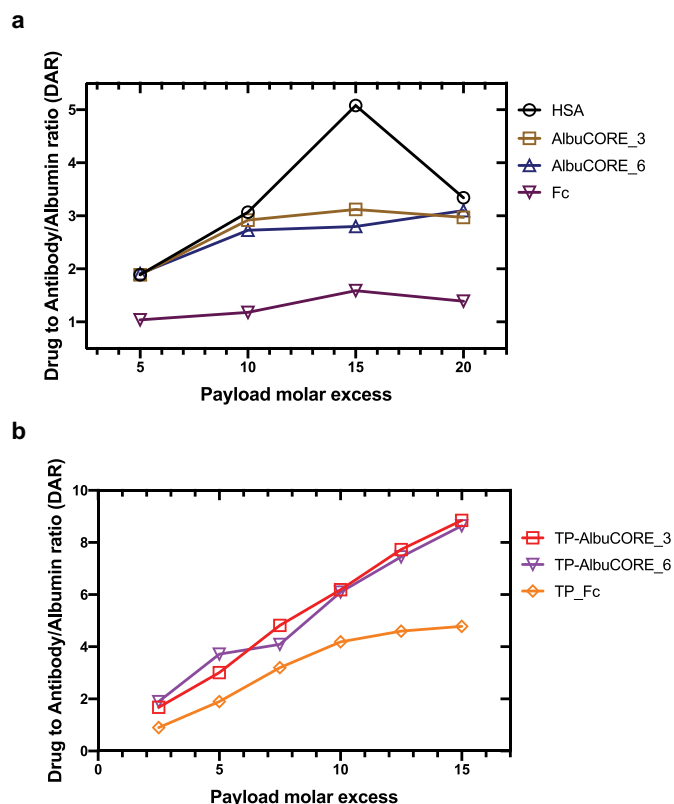 a
Drug to Antibody/Albumin ratio (DAR)
5
4
3
2
1
5 10 15 20
Payload molar excess
HSA
AlbuCORE_3
AlbuCORE_6
Fc
b
Drug to Antibody/Albumin ratio (DAR)
10
8
6
4
2
0
0 5 10 15
Payload molar excess
TP-AlbuCORE_3
TP-AlbuCORE_6
TP_Fc